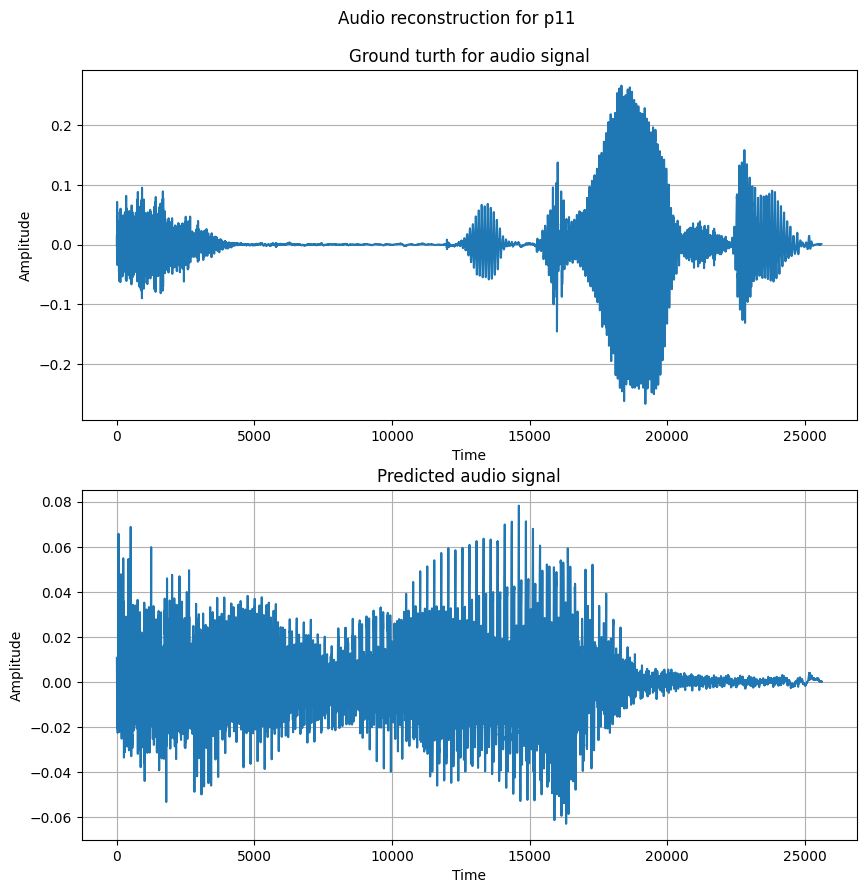 Audio reconstruction for p11
Ground turth for audio signal
0.2
0.1
0.0
−0.1
−0.2
Amplitude
0 5000 10000 15000 20000 25000
Time
Predicted audio signal
0.08
0.06
0.04
0.02
0.00
−0.02
−0.04
−0.06
Amplitude
0 5000 10000 15000 20000 25000
Time